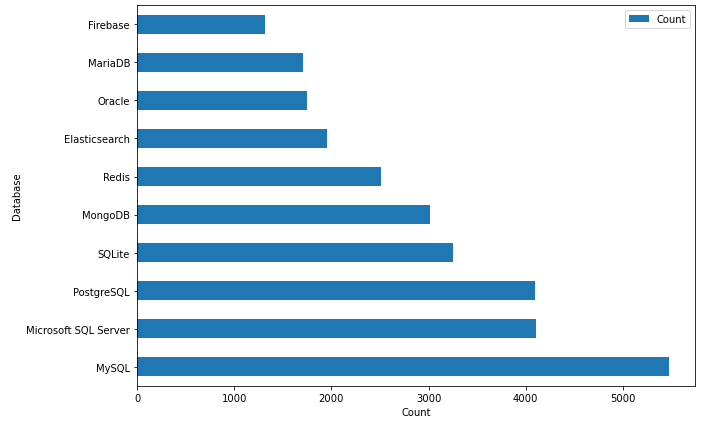 Count
Firebase
MariaDB
Oracle
Elasticsearch
Redis
MongoDB
SQLite
PostgreSQL
Microsoft SQL Server
MySQL
Database
0 1000 2000 3000 4000 5000
Count